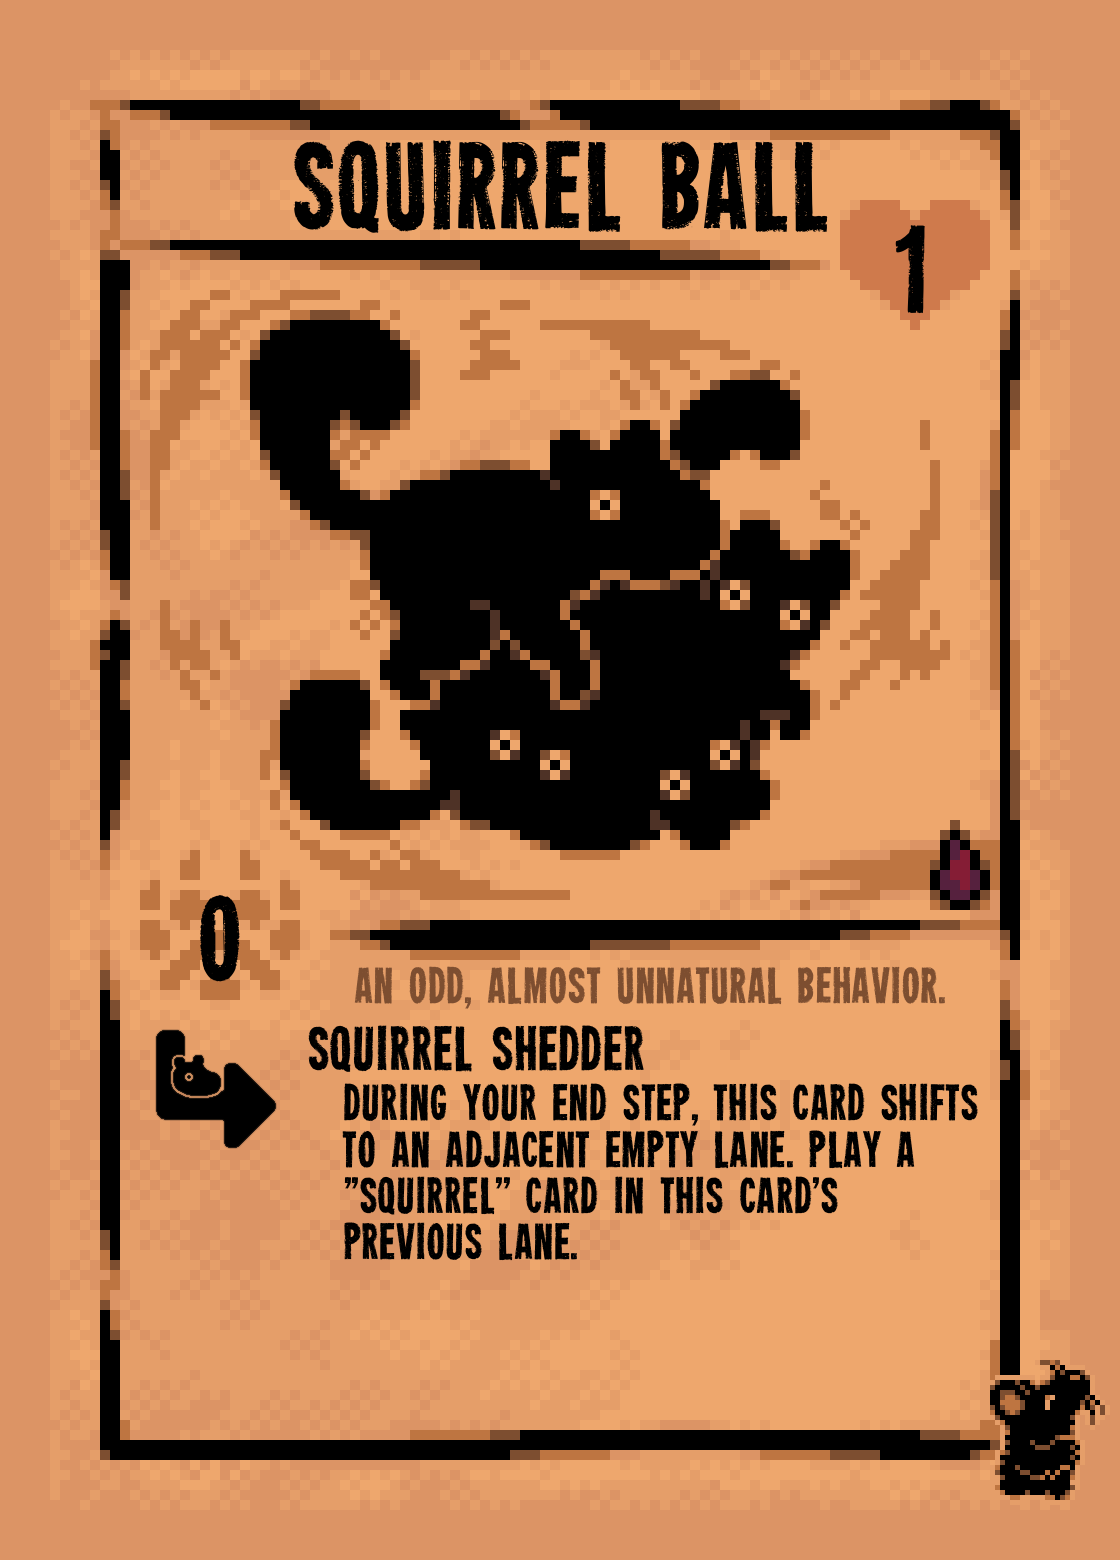 SQUIRREL BALL
1
0
AN ODD, ALMOST UNNATURAL BEHAVIOR.
SQUIRREL SHEDDER
DURING YOUR END STEP, THIS CARD SHIFTS
TO AN ADJACENT EMPTY LANE. PLAY A
"SQUIRREL" CARD IN THIS CARD'S
PREVIOUS LANE.